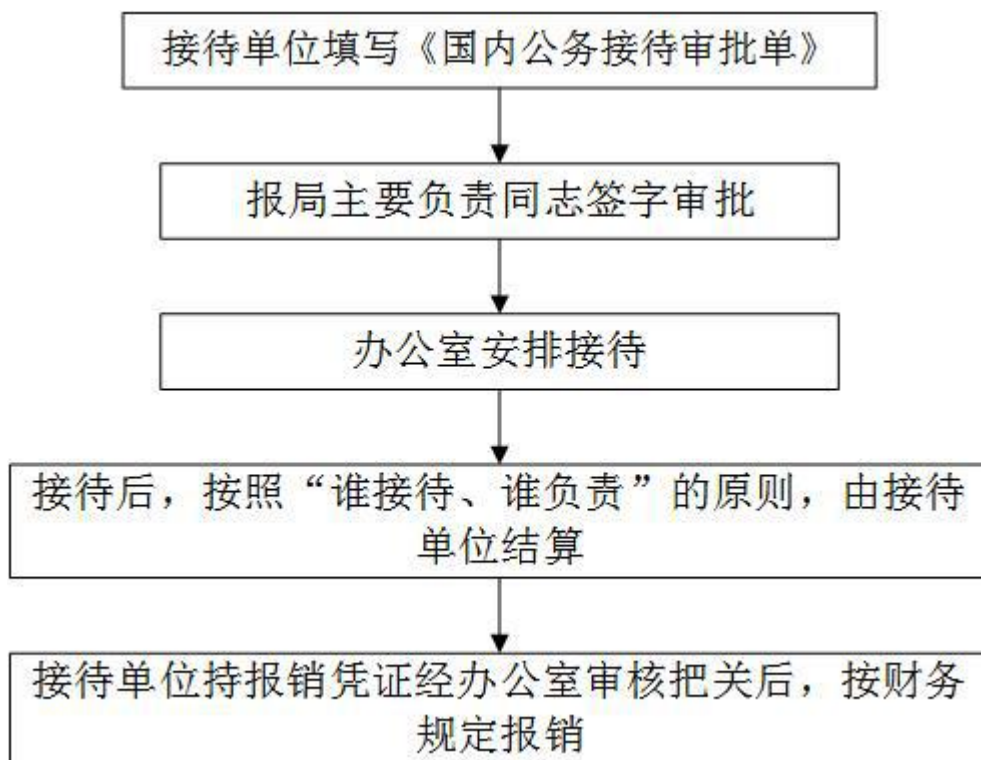 接待单位填写《国内公务接待审批单》
报局主要负责同志签字审批
办公室安排接待
接待后，按照“谁接待、谁负责”的原则，由接待
单位结算
接待单位持报销凭证经办公室审核把关后，按财务
规定报销